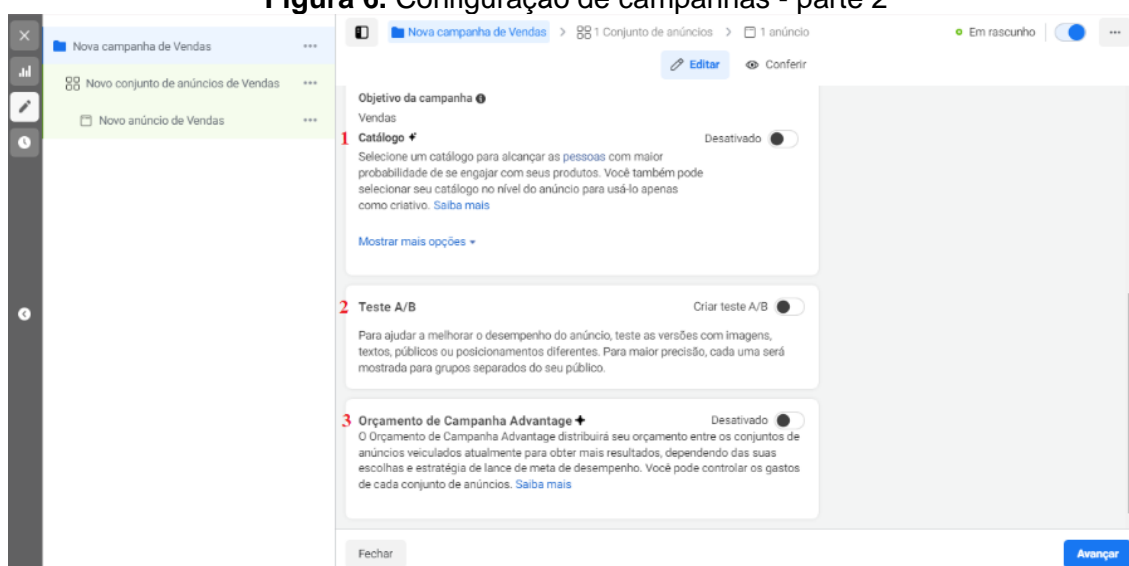 Figura 6. Configuração de campanhas - parte 2
Nova campanha de Vendas
Novo conjunto de anúncios de Vendas
Novo anúncio de Vendas
Nova campanha de Vendas > 1 Conjunto de anúncios > 1 anúncio
Em rascunho
Editar
Conferir
Objetivo da campanha
Vendas
1 Catálogo
Desativado
Selecione um catálogo para alcançar as pessoas com maior
probabilidade de se engajar com seus produtos. Você também pode
selecionar seu catálogo no nível do anúncio para usá-lo apenas
como criativo. Saiba mais
Mostrar mais opções
2 Teste A/B
Criar teste A/B
Para ajudar a melhorar o desempenho do anúncio, teste as versões com imagens,
textos, públicos ou posicionamentos diferentes. Para maior precisão, cada uma será
mostrada para grupos separados do seu público.
3 Orçamento de Campanha Advantage +
Desativado
O Orçamento de Campanha Advantage distribuirá seu orçamento entre os conjuntos de
anúncios veiculados atualmente para obter mais resultados, dependendo das suas
escolhas e estratégia de lance de meta de desempenho. Você pode controlar os gastos
de cada conjunto de anúncios. Saiba mais
Fechar
Avançar